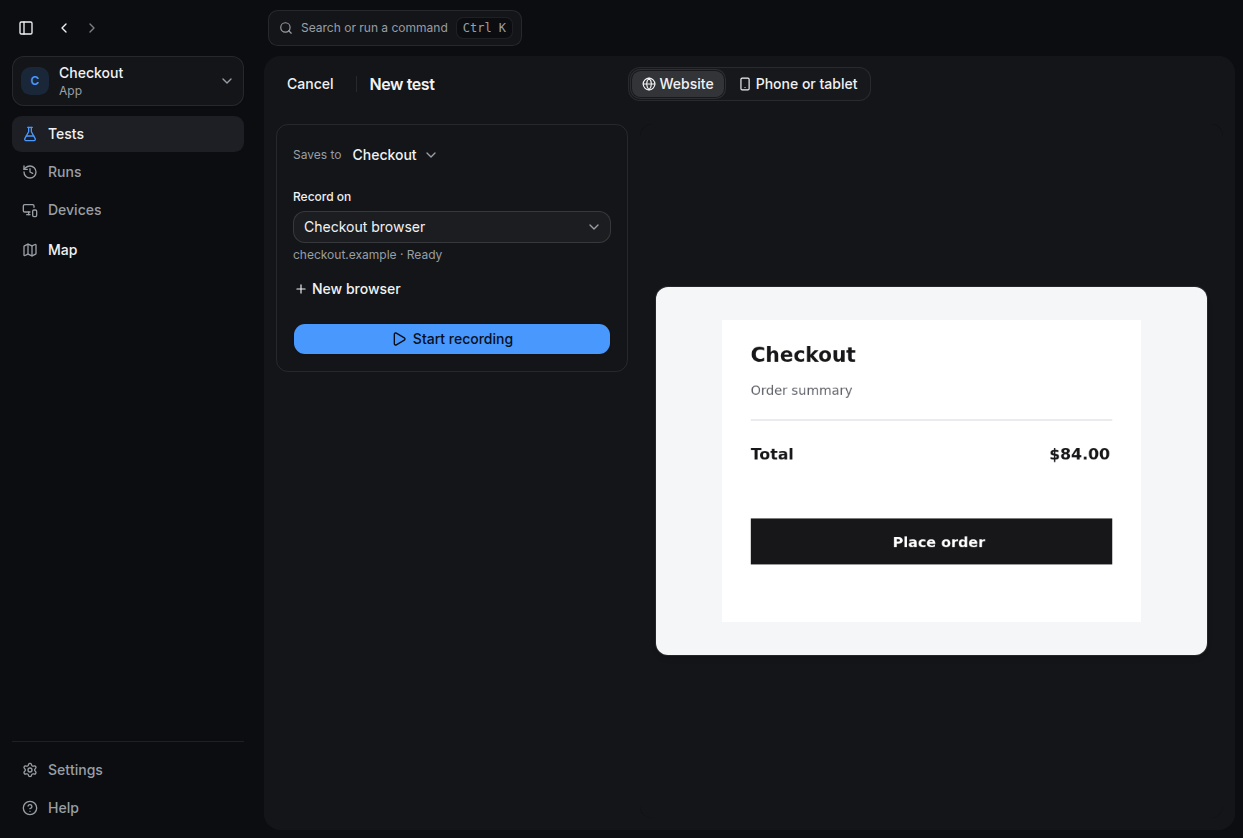 Search or run a command Ctrl K
C Checkout
App
Tests
Runs
Devices
Map
Settings
Help
Cancel New test
Website Phone or tablet
Saves to Checkout
Record on
Checkout browser
checkout.example · Ready
New browser
Start recording
Checkout
Order summary
Total $84.00
Place order